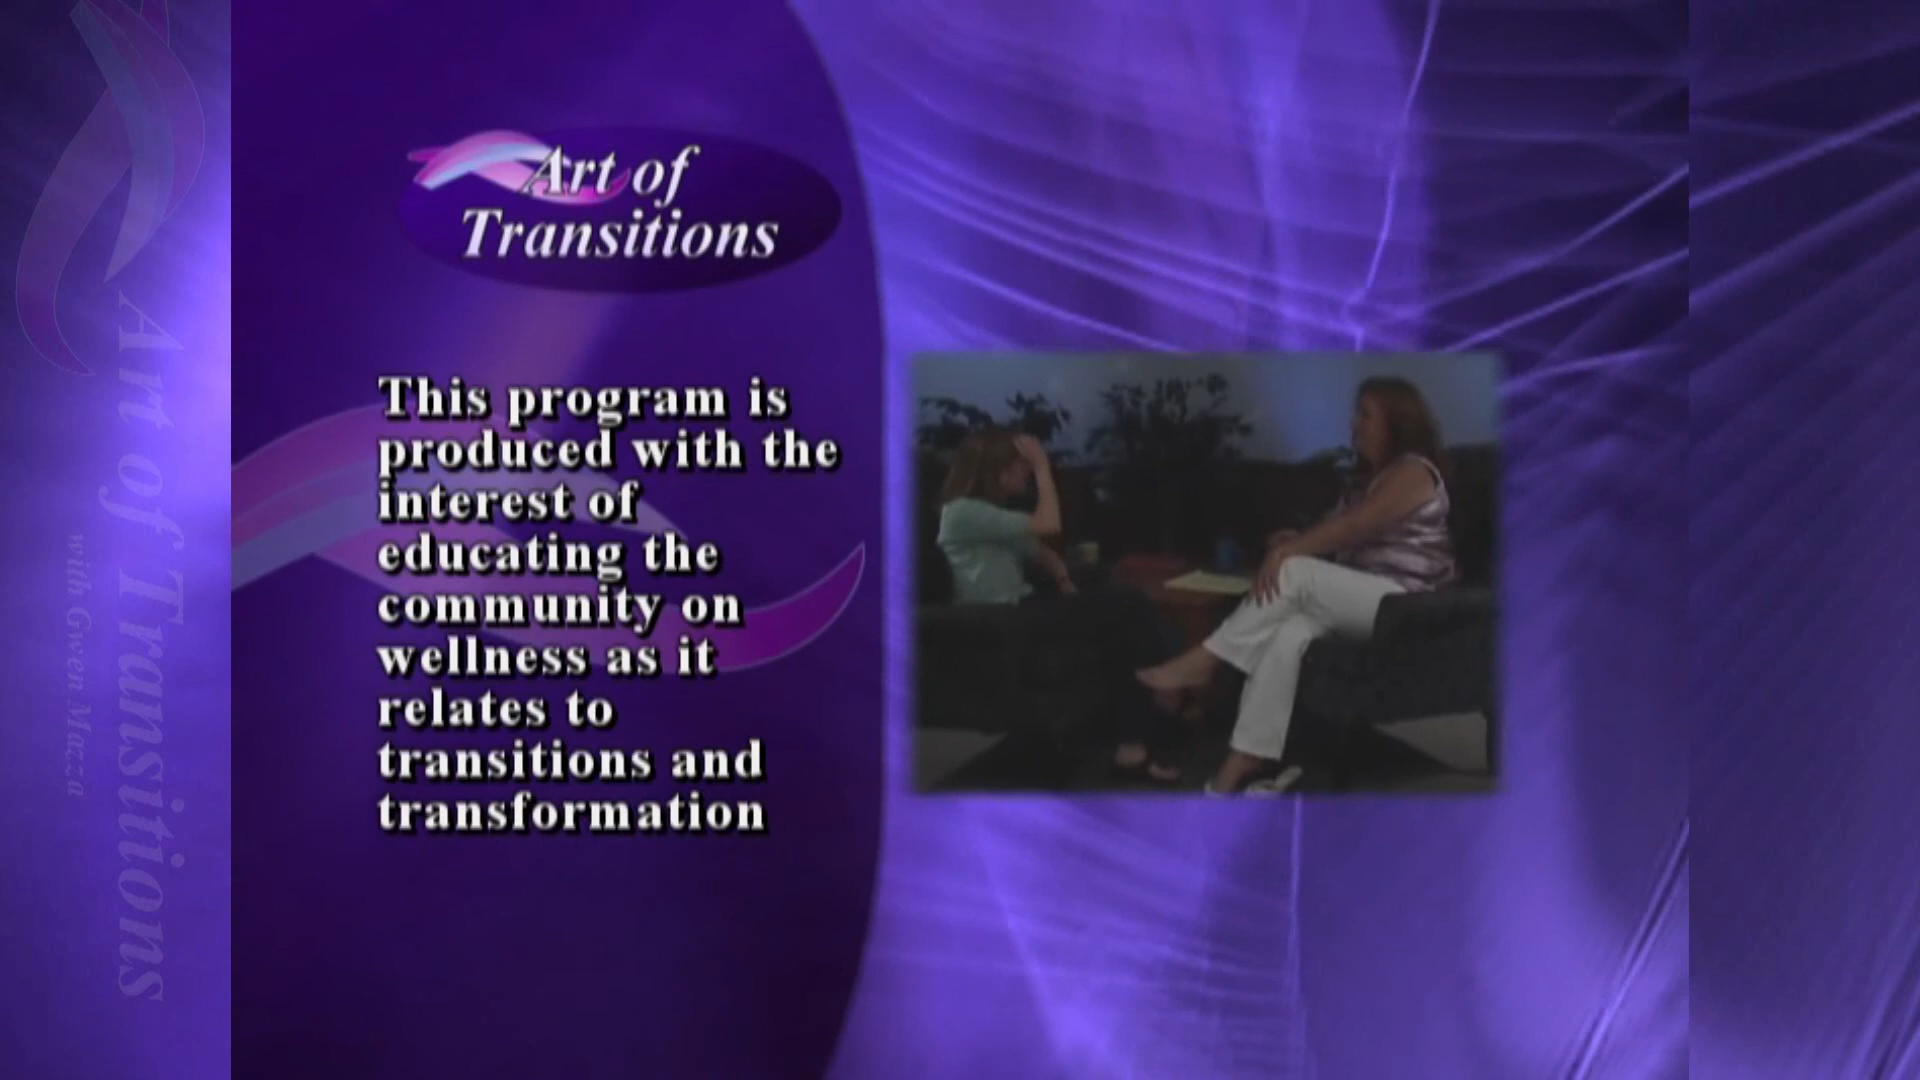 Art of
Transitions
This program is
produced with the
interest of
educating the
community on
wellness as it
relates to
transitions and
transformation
Art of Transitions
with Gwen Mazza